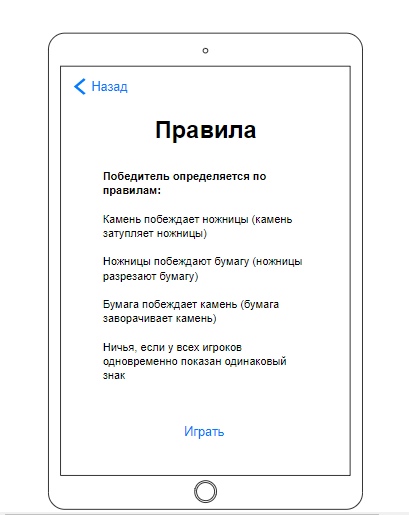 Назад
Правила
Победитель определяется по
правилам:
Камень побеждает ножницы (камень
затупляет ножницы)
Ножницы побеждают бумагу (ножницы
разрезают бумагу)
Бумага побеждает камень (бумага
заворачивает камень)
Ничья, если у всех игроков
одновременно показан одинаковый
знак
Играть